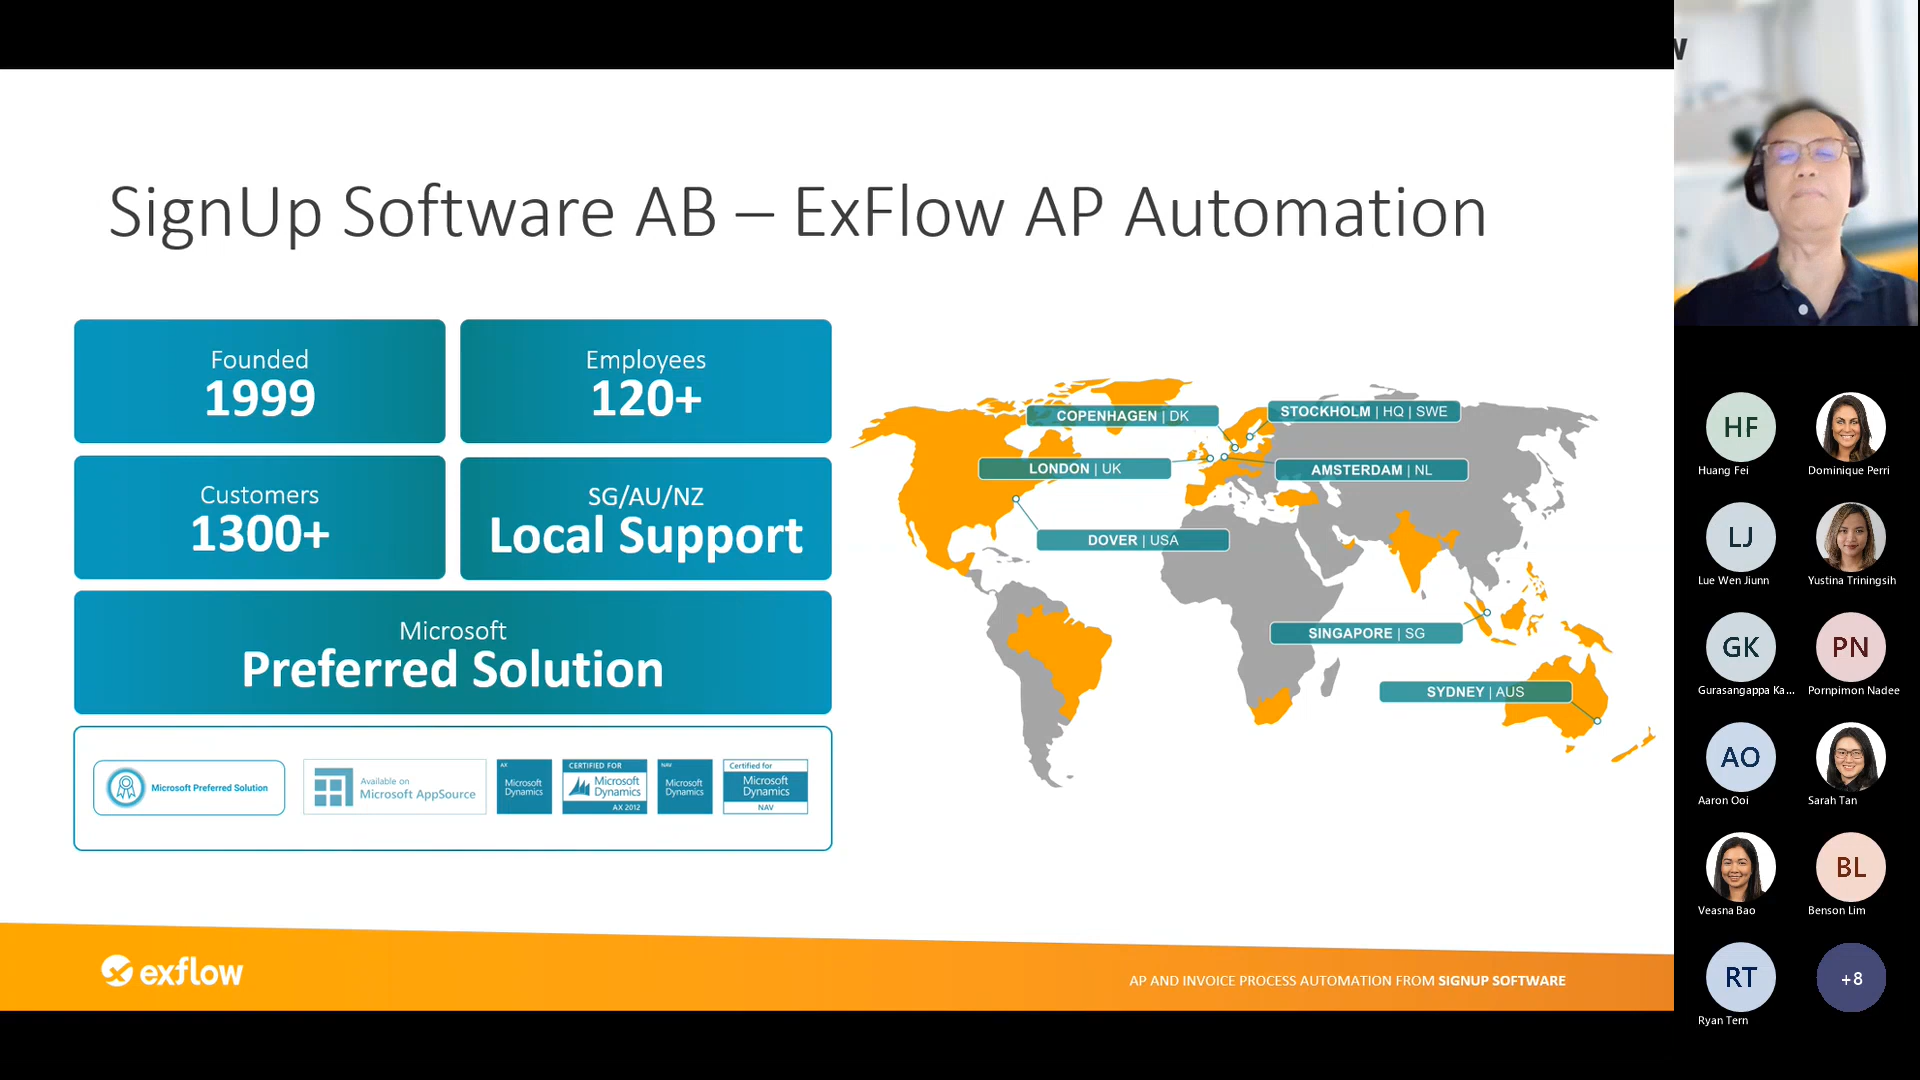 SignUp Software AB – ExFlow AP Automation
Founded
1999
Employees
120+
Customers
1300+
SG/AU/NZ
Local Support
Microsoft
Preferred Solution
Microsoft Preferred Solution
Available on
Microsoft AppSource
AX
Microsoft
Dynamics
CERTIFIED FOR
Microsoft
Dynamics
AX 2012
NAV
Microsoft
Dynamics
Certified for
Microsoft
Dynamics
NAV
COPENHAGEN | DK
STOCKHOLM | HQ | SWE
LONDON | UK
AMSTERDAM | NL
DOVER | USA
SINGAPORE | SG
SYDNEY | AUS
exflow
AP AND INVOICE PROCESS AUTOMATION FROM SIGNUP SOFTWARE
HF
Huang Fei
Dominique Perri
LJ
Lue Wen Jiunn
Yustina Triningsih
GK
Gurasangappa Ka...
PN
Pornpimon Nadee
AO
Aaron Ooi
Sarah Tan
Veasna Bao
BL
Benson Lim
RT
Ryan Tern
+8